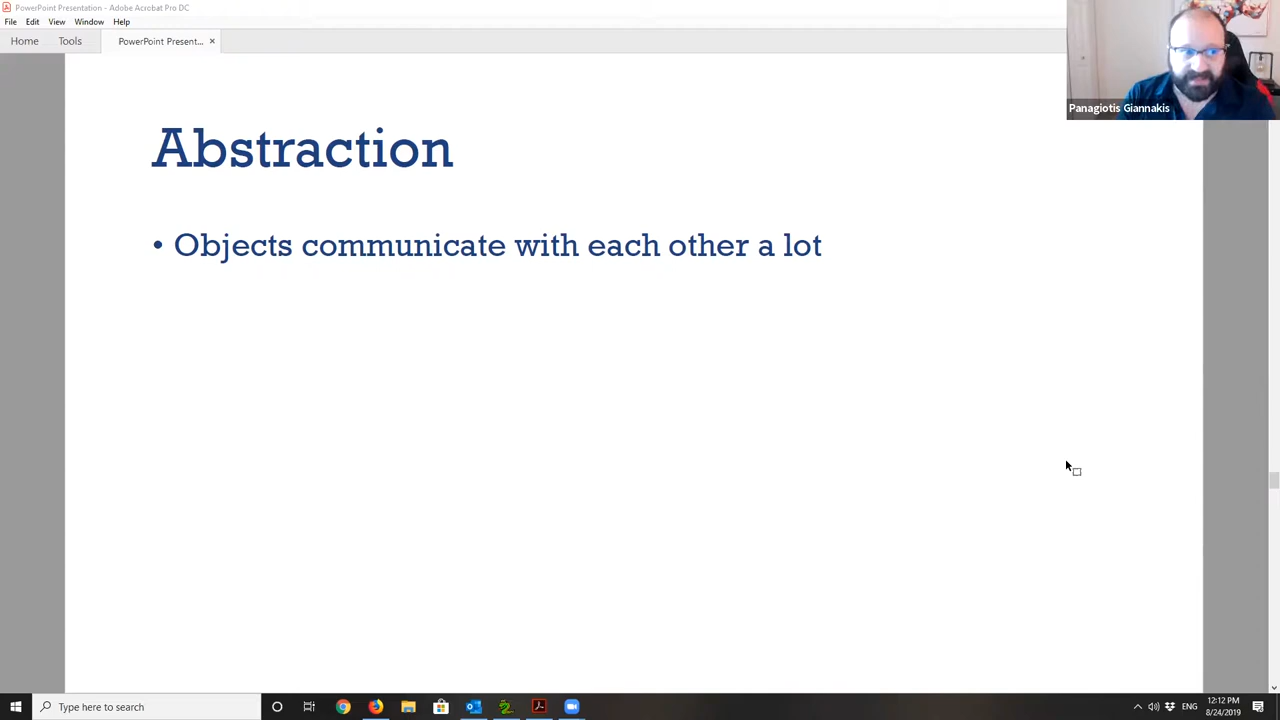 PowerPoint Presentation - Adobe Acrobat Pro DC
File Edit View Window Help
Home Tools PowerPoint Present... ×
Panagiotis Giannakis
Abstraction
• Objects communicate with each other a lot
Type here to search
ENG
12:12 PM
8/24/2019